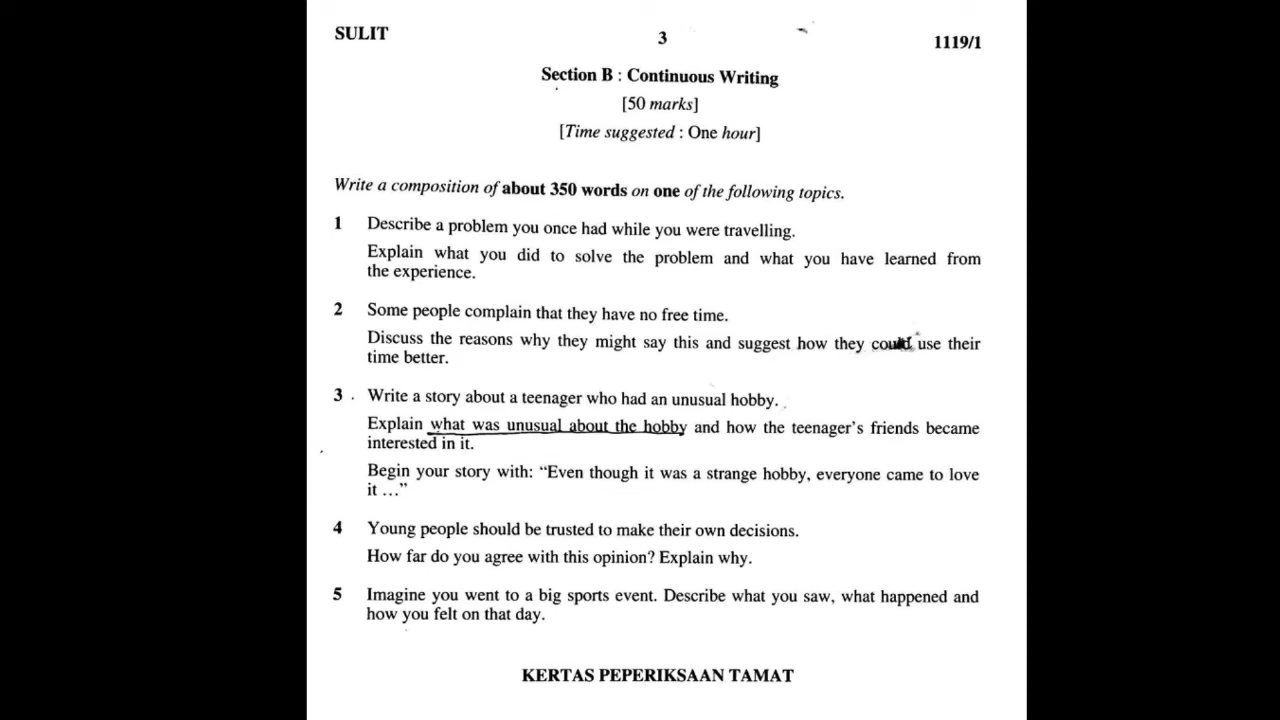 SULIT
3
1119/1
Section B : Continuous Writing
[50 marks]
[Time suggested : One hour]
Write a composition of about 350 words on one of the following topics.
1 Describe a problem you once had while you were travelling.
Explain what you did to solve the problem and what you have learned from
the experience.
2 Some people complain that they have no free time.
Discuss the reasons why they might say this and suggest how they could use their
time better.
3 Write a story about a teenager who had an unusual hobby.
Explain what was unusual about the hobby and how the teenager's friends became
interested in it.
Begin your story with: “Even though it was a strange hobby, everyone came to love
it ...”
4 Young people should be trusted to make their own decisions.
How far do you agree with this opinion? Explain why.
5 Imagine you went to a big sports event. Describe what you saw, what happened and
how you felt on that day.
KERTAS PEPERIKSAAN TAMAT